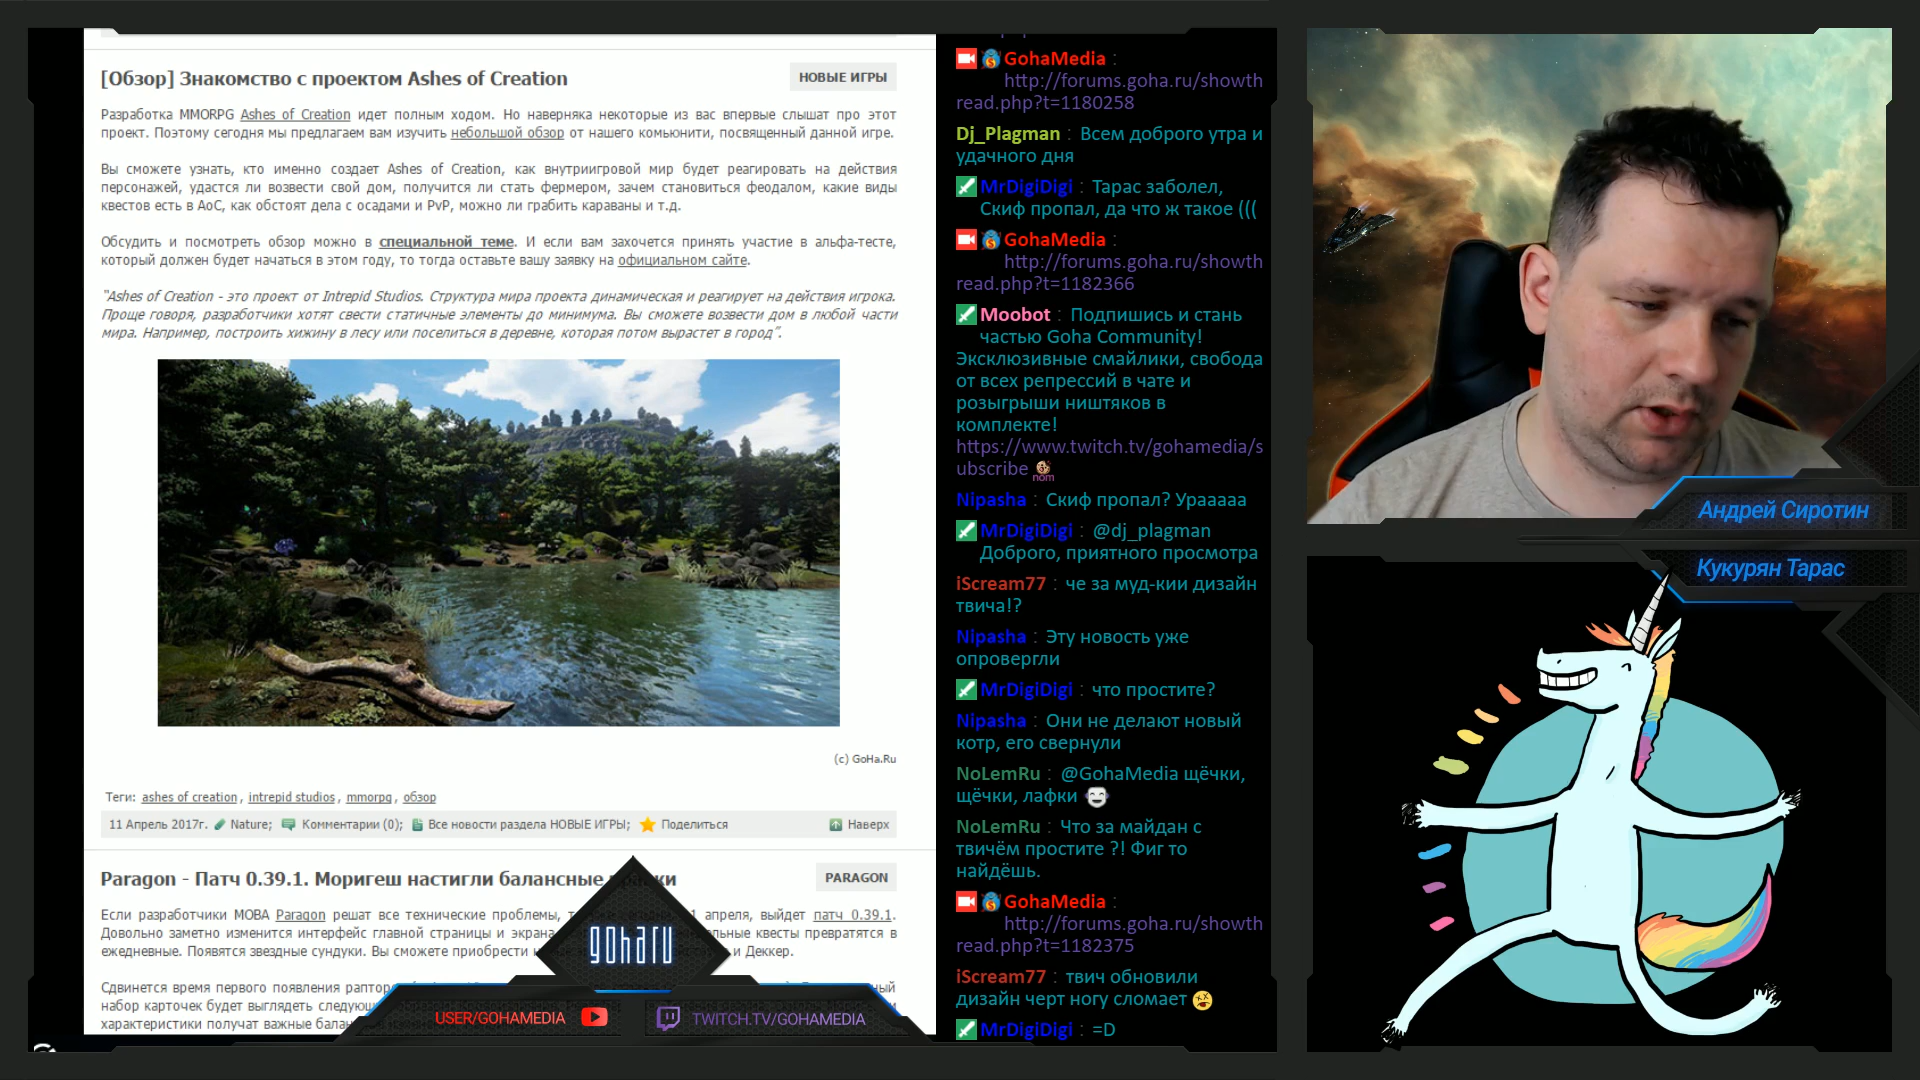 [Обзор] Знакомство с проектом Ashes of Creation
НОВЫЕ ИГРЫ
Разработка MMORPG Ashes of Creation идет полным ходом. Но наверняка некоторые из вас впервые слышат про этот
проект. Поэтому сегодня мы предлагаем вам изучить небольшой обзор от нашего комьюнити, посвященный данной игре.
Вы сможете узнать, кто именно создает Ashes of Creation, как внутриигровой мир будет реагировать на действия
персонажей, удастся ли возвести свой дом, получится ли стать фермером, зачем становиться феодалом, какие виды
квестов есть в AoC, как обстоят дела с осадами и PvP, можно ли грабить караваны и т.д.
Обсудить и посмотреть обзор можно в специальной теме. И если вам захочется принять участие в альфа-тесте,
который должен будет начаться в этом году, то тогда оставьте вашу заявку на официальном сайте.
"Ashes of Creation - это проект от Intrepid Studios. Структура мира проекта динамическая и реагирует на действия игрока.
Проще говоря, разработчики хотят свести статичные элементы до минимума. Вы сможете возвести дом в любой части
мира. Например, построить хижину в лесу или поселиться в деревне, которая потом вырастет в город".
(c) GoHa.Ru
Теги: ashes of creation, intrepid studios, mmorpg, обзор
11 Апрель 2017г. Nature; Комментарии (0); Все новости раздела НОВЫЕ ИГРЫ; Поделиться Наверх
Paragon - Патч 0.39.1. Моригеш настигли балансные
PARAGON
Если разработчики MOBA Paragon решат все технические проблемы, апреля, выйдет патч 0.39.1.
Довольно заметно изменится интерфейс главной страницы и экрана квесты превратятся в
ежедневные. Появятся звездные сундуки. Вы сможете приобрести и Деккер.
Сдвинется время первого появления
набор карточек будет выглядеть
характеристики получат важные
goharu
USER/GOHAMEDIA
TWITCH.TV/GOHAMEDIA
GohaMedia :
http://forums.goha.ru/showth
read.php?t=1180258
Dj_Plagman : Всем доброго утра и
удачного дня
MrDigiDigi : Тарас заболел,
Скиф пропал, да что ж такое (((
GohaMedia :
http://forums.goha.ru/showth
read.php?t=1182366
Moobot : Подпишись и стань
частью Goha Community!
Эксклюзивные смайлики, свобода
от всех репрессий в чате и
розыгрыши ништяков в
комплекте!
https://www.twitch.tv/gohamedia/s
ubscribe nom
Nipasha : Скиф пропал? Ураааaa
MrDigiDigi : @dj_plagman
Доброго, приятного просмотра
iScream77 : че за муд-кии дизайн
твича!?
Nipasha : Эту новость уже
опровергли
MrDigiDigi : что простите?
Nipasha : Они не делают новый
котр, его свернули
NoLemRu : @GohaMedia щёчки,
щёчки, лафки
NoLemRu : Что за майдан с
твичём простите ?! Фиг то
найдёшь.
GohaMedia :
http://forums.goha.ru/showth
read.php?t=1182375
iScream77 : твич обновили
дизайн черт ногу сломает
MrDigiDigi : =D
Андрей Сиротин
Кукурян Тарас